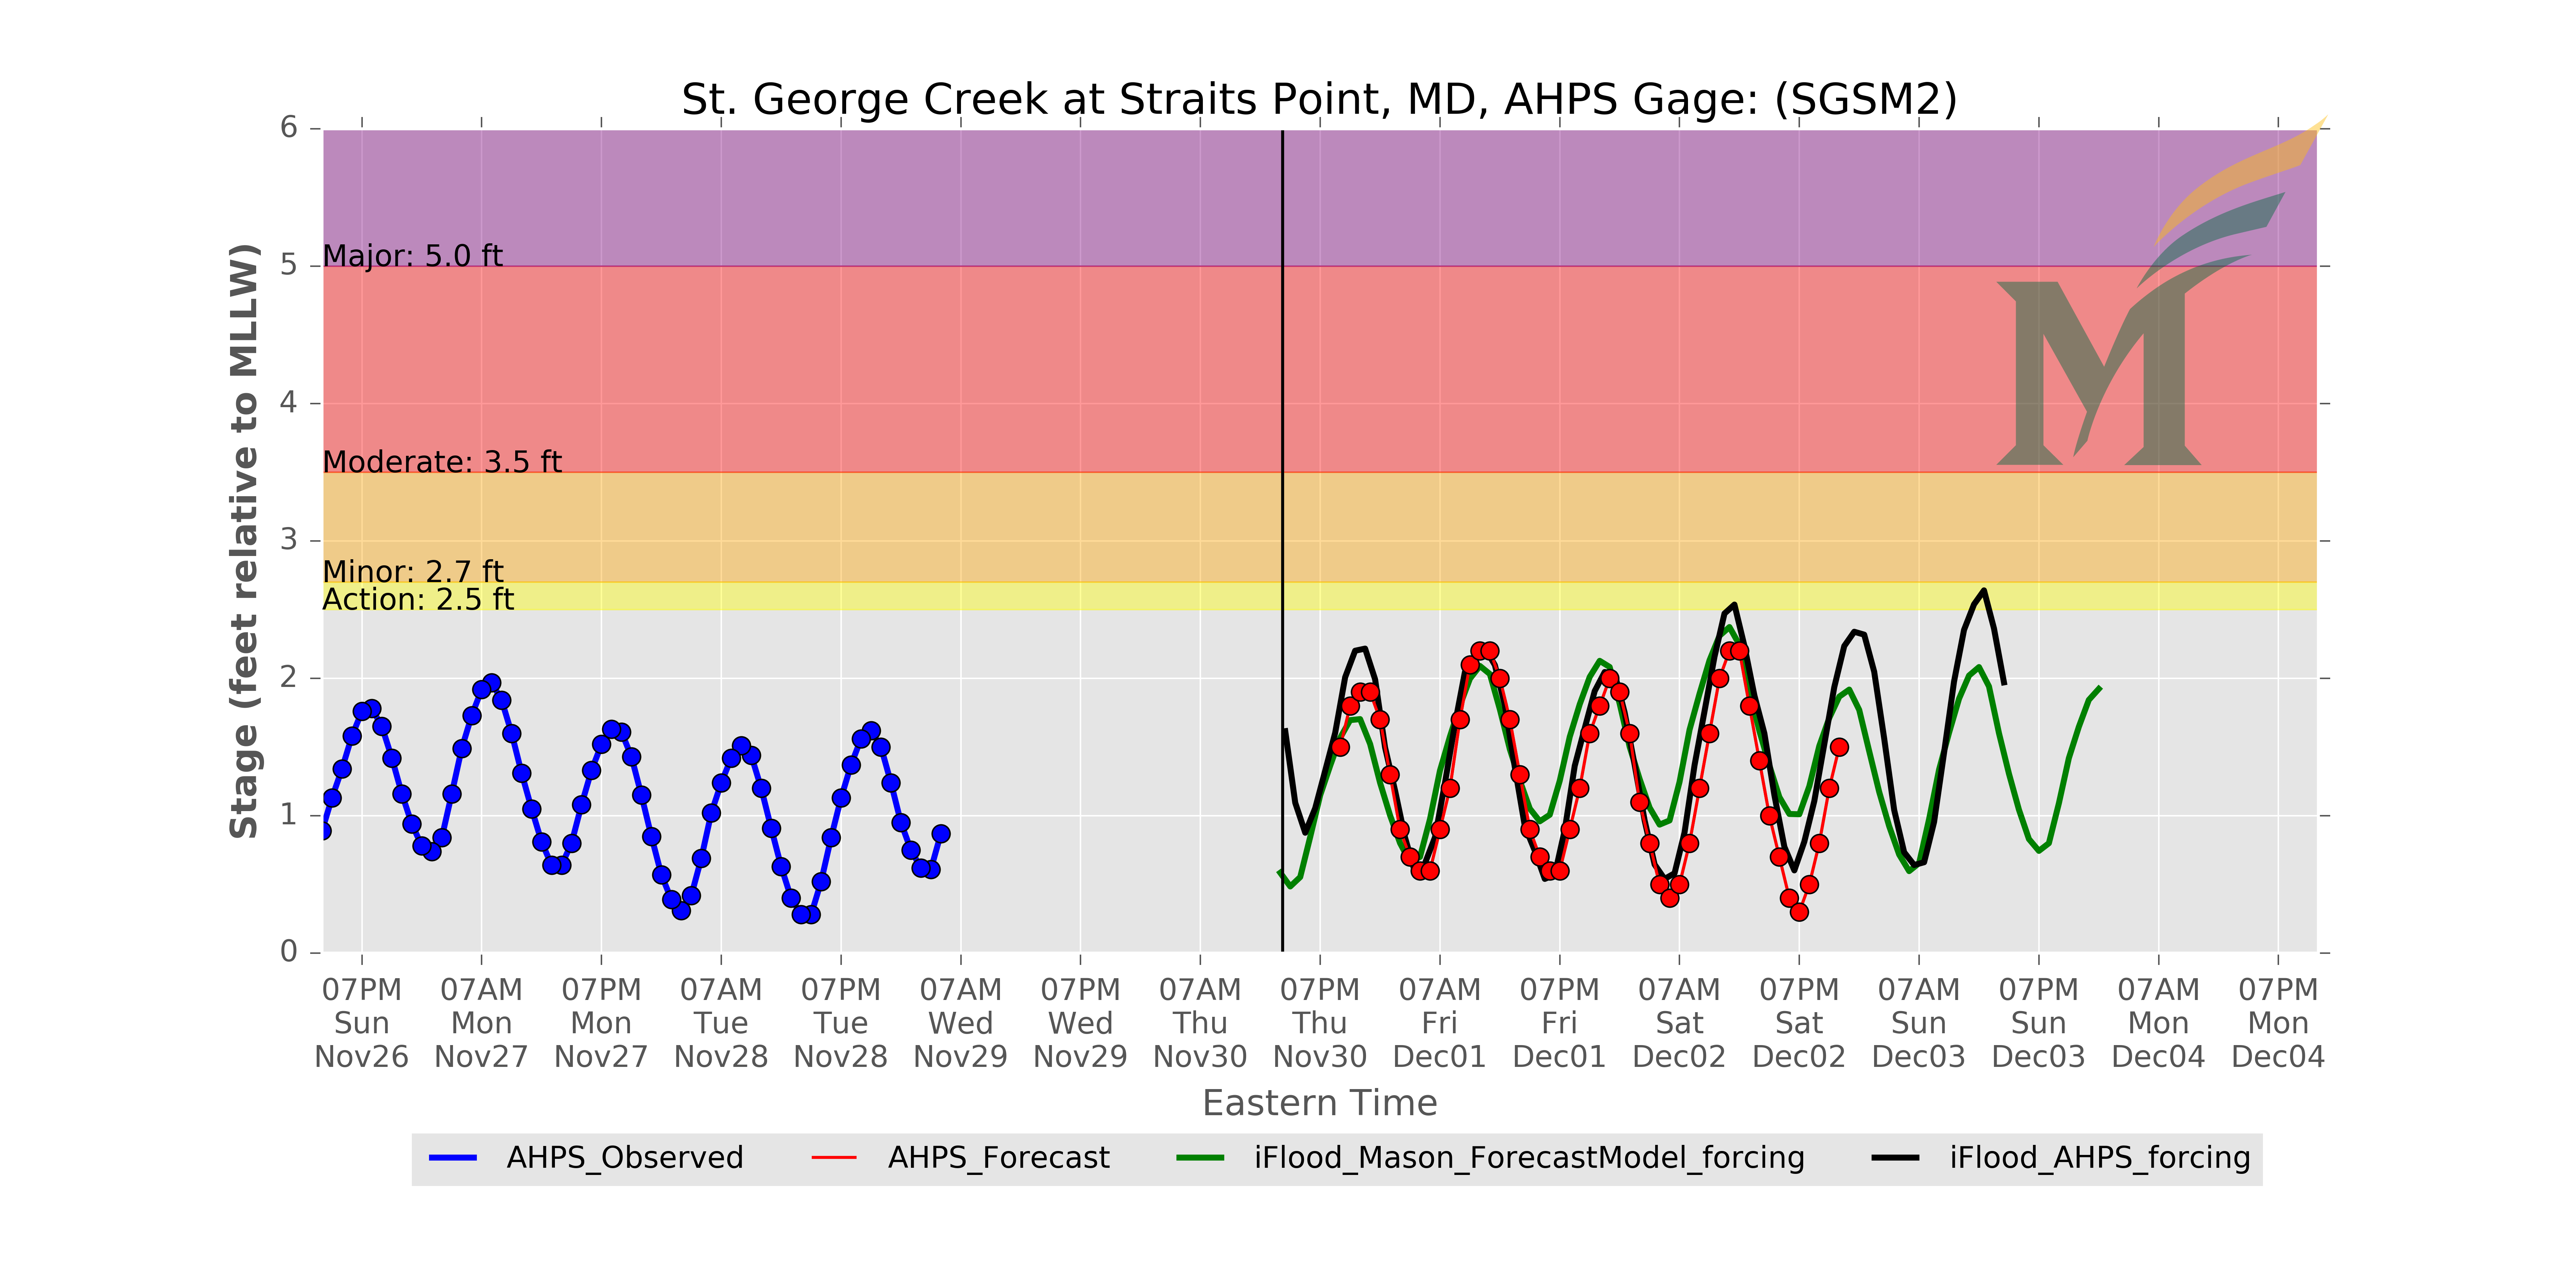 St. George Creek at Straits Point, MD, AHPS Gage: (SGSM2)
Stage (feet relative to MLLW)
6
5
4
3
2
1
0
Major: 5.0 ft
Moderate: 3.5 ft
Minor: 2.7 ft
Action: 2.5 ft
M
07PM 07AM 07PM 07AM 07PM 07AM 07PM 07AM 07PM 07AM 07PM 07AM 07PM 07AM 07PM 07AM 07PM
Sun Mon Mon Tue Tue Wed Wed Thu Thu Fri Fri Sat Sat Sun Sun Mon Mon
Nov26 Nov27 Nov27 Nov28 Nov28 Nov29 Nov29 Nov30 Nov30 Dec01 Dec01 Dec02 Dec02 Dec03 Dec03 Dec04 Dec04
Eastern Time
AHPS_Observed AHPS_Forecast iFlood_Mason_ForecastModel_forcing iFlood_AHPS_forcing